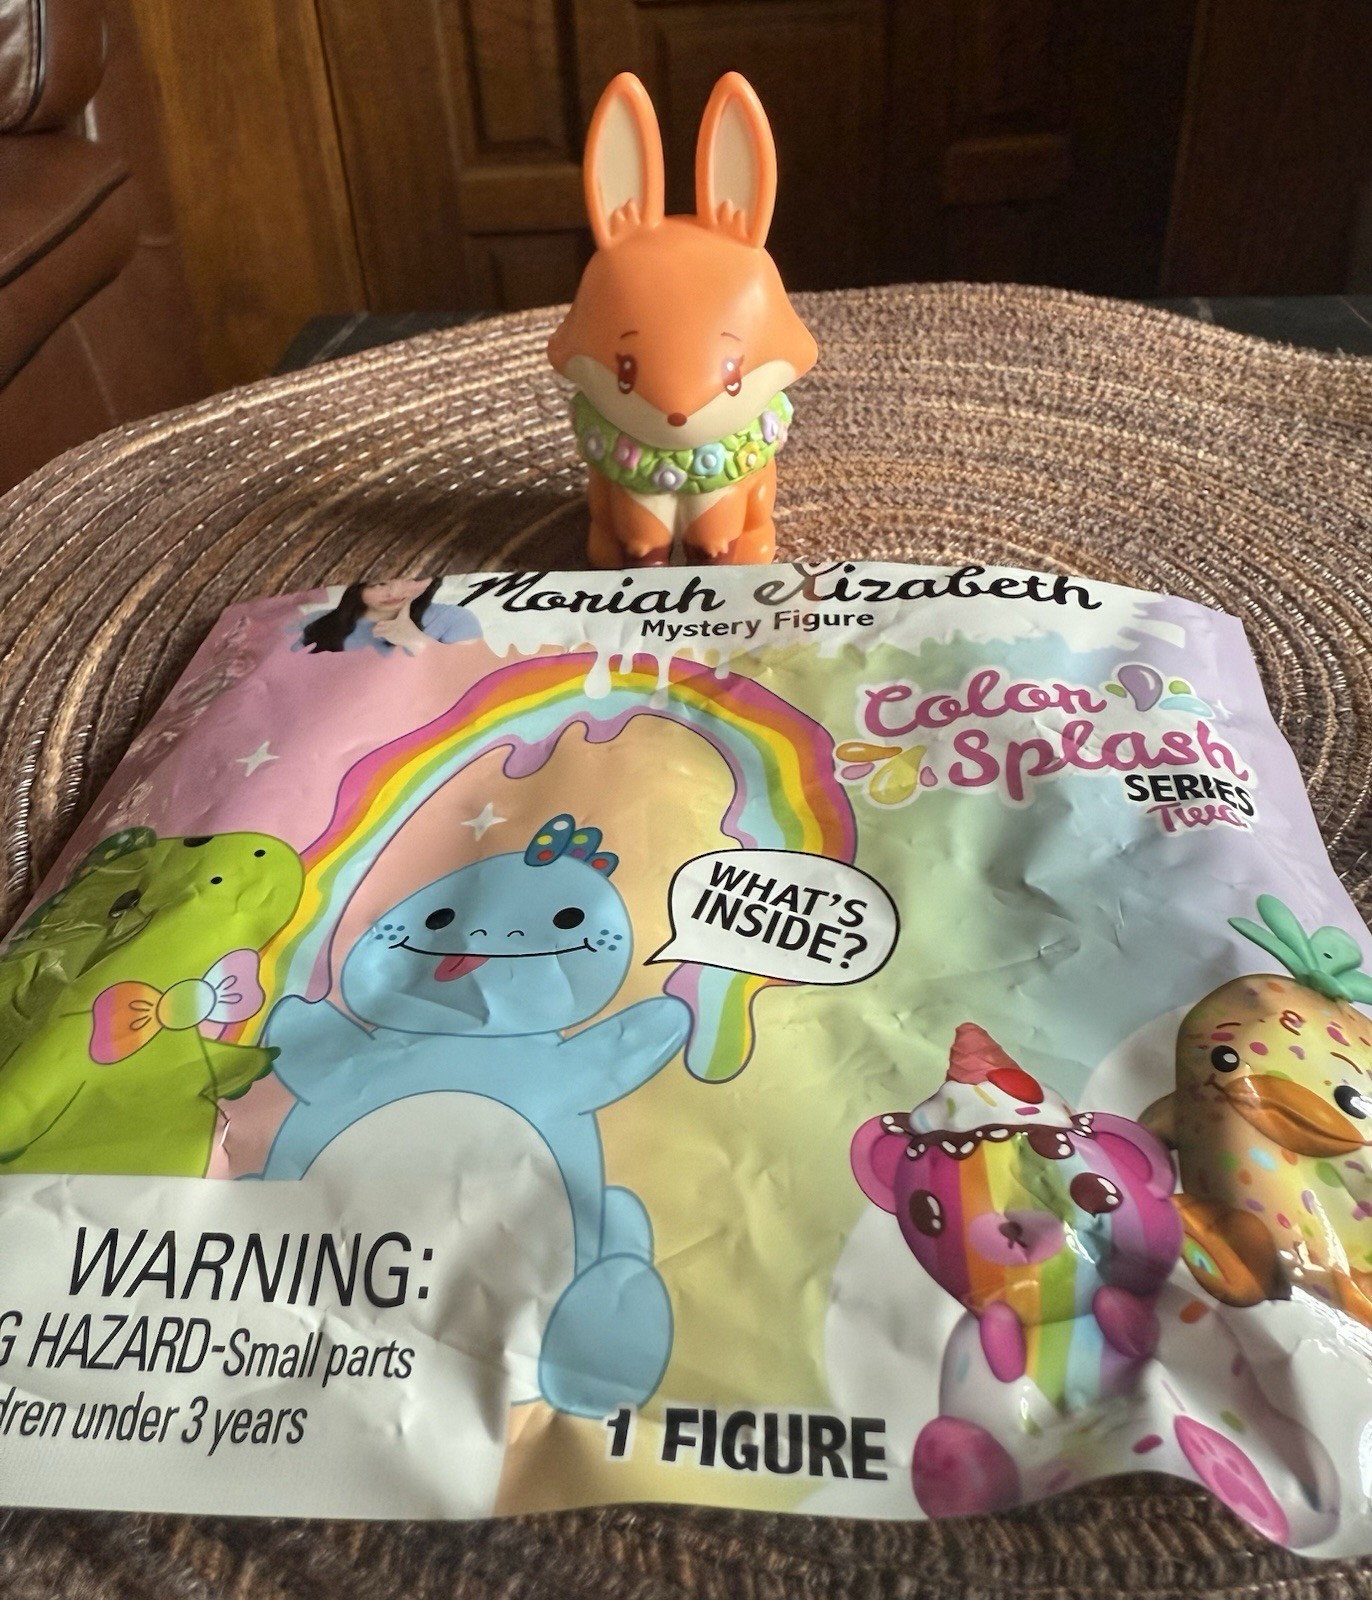 Moriah Elizabeth
Mystery Figure
Color
Splash
SERIES
Two
WHAT'S
INSIDE?
WARNING:
G HAZARD-Small parts
dren under 3 years
1 FIGURE